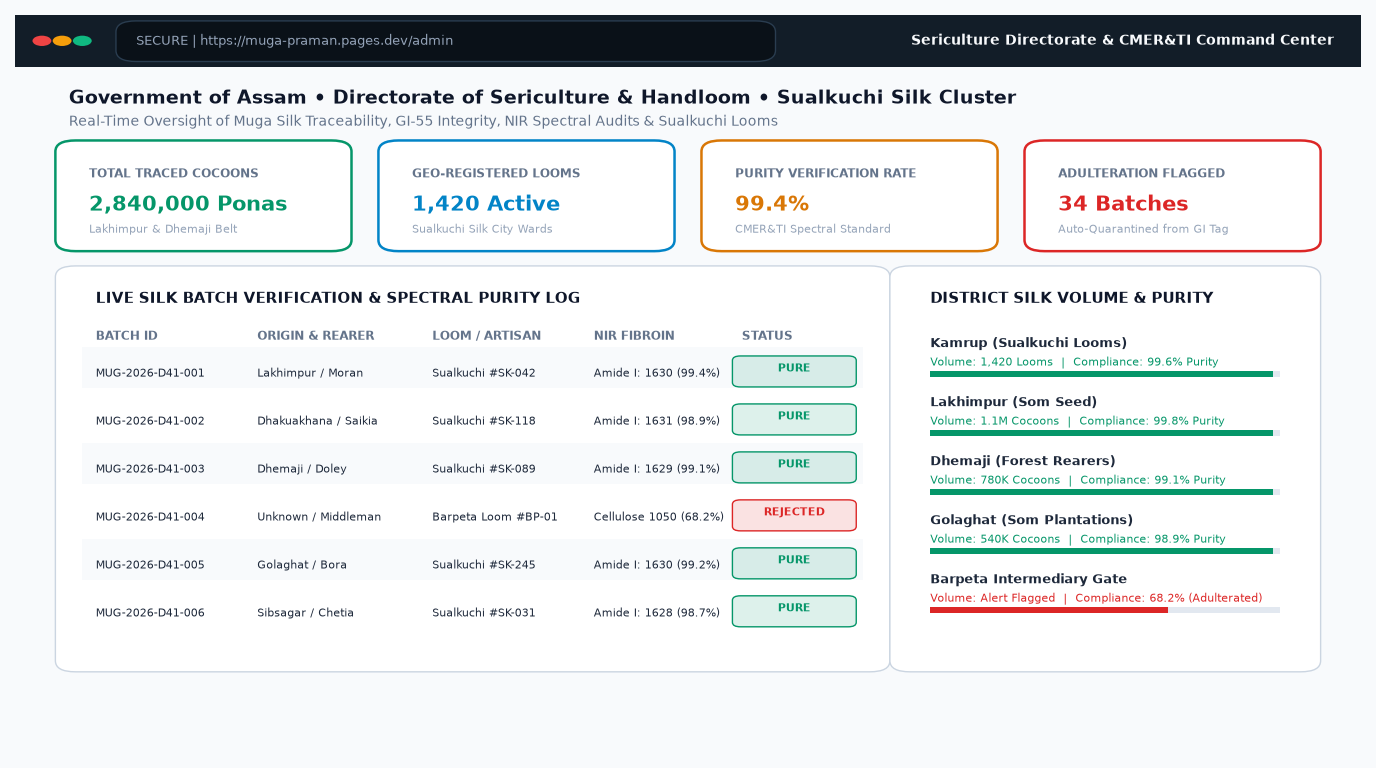 SECURE | https://muga-praman.pages.dev/admin
Sericulture Directorate & CMER&TI Command Center
Government of Assam • Directorate of Sericulture & Handloom • Sualkuchi Silk Cluster
Real-Time Oversight of Muga Silk Traceability, GI-55 Integrity, NIR Spectral Audits & Sualkuchi Looms
TOTAL TRACED COCOONS
2,840,000 Ponas
Lakhimpur & Dhemaji Belt
GEO-REGISTERED LOOMS
1,420 Active
Sualkuchi Silk City Wards
PURITY VERIFICATION RATE
99.4%
CMER&TI Spectral Standard
ADULTERATION FLAGGED
34 Batches
Auto-Quarantined from GI Tag
LIVE SILK BATCH VERIFICATION & SPECTRAL PURITY LOG
BATCH ID ORIGIN & REARER LOOM / ARTISAN NIR FIBROIN STATUS
MUG-2026-D41-001 Lakhimpur / Moran Sualkuchi #SK-042 Amide I: 1630 (99.4%) PURE
MUG-2026-D41-002 Dhakuakhana / Saikia Sualkuchi #SK-118 Amide I: 1631 (98.9%) PURE
MUG-2026-D41-003 Dhemaji / Doley Sualkuchi #SK-089 Amide I: 1629 (99.1%) PURE
MUG-2026-D41-004 Unknown / Middleman Barpeta Loom #BP-01 Cellulose 1050 (68.2%) REJECTED
MUG-2026-D41-005 Golaghat / Bora Sualkuchi #SK-245 Amide I: 1630 (99.2%) PURE
MUG-2026-D41-006 Sibsagar / Chetia Sualkuchi #SK-031 Amide I: 1628 (98.7%) PURE
DISTRICT SILK VOLUME & PURITY
Kamrup (Sualkuchi Looms)
Volume: 1,420 Looms | Compliance: 99.6% Purity
Lakhimpur (Som Seed)
Volume: 1.1M Cocoons | Compliance: 99.8% Purity
Dhemaji (Forest Rearers)
Volume: 780K Cocoons | Compliance: 99.1% Purity
Golaghat (Som Plantations)
Volume: 540K Cocoons | Compliance: 98.9% Purity
Barpeta Intermediary Gate
Volume: Alert Flagged | Compliance: 68.2% (Adulterated)